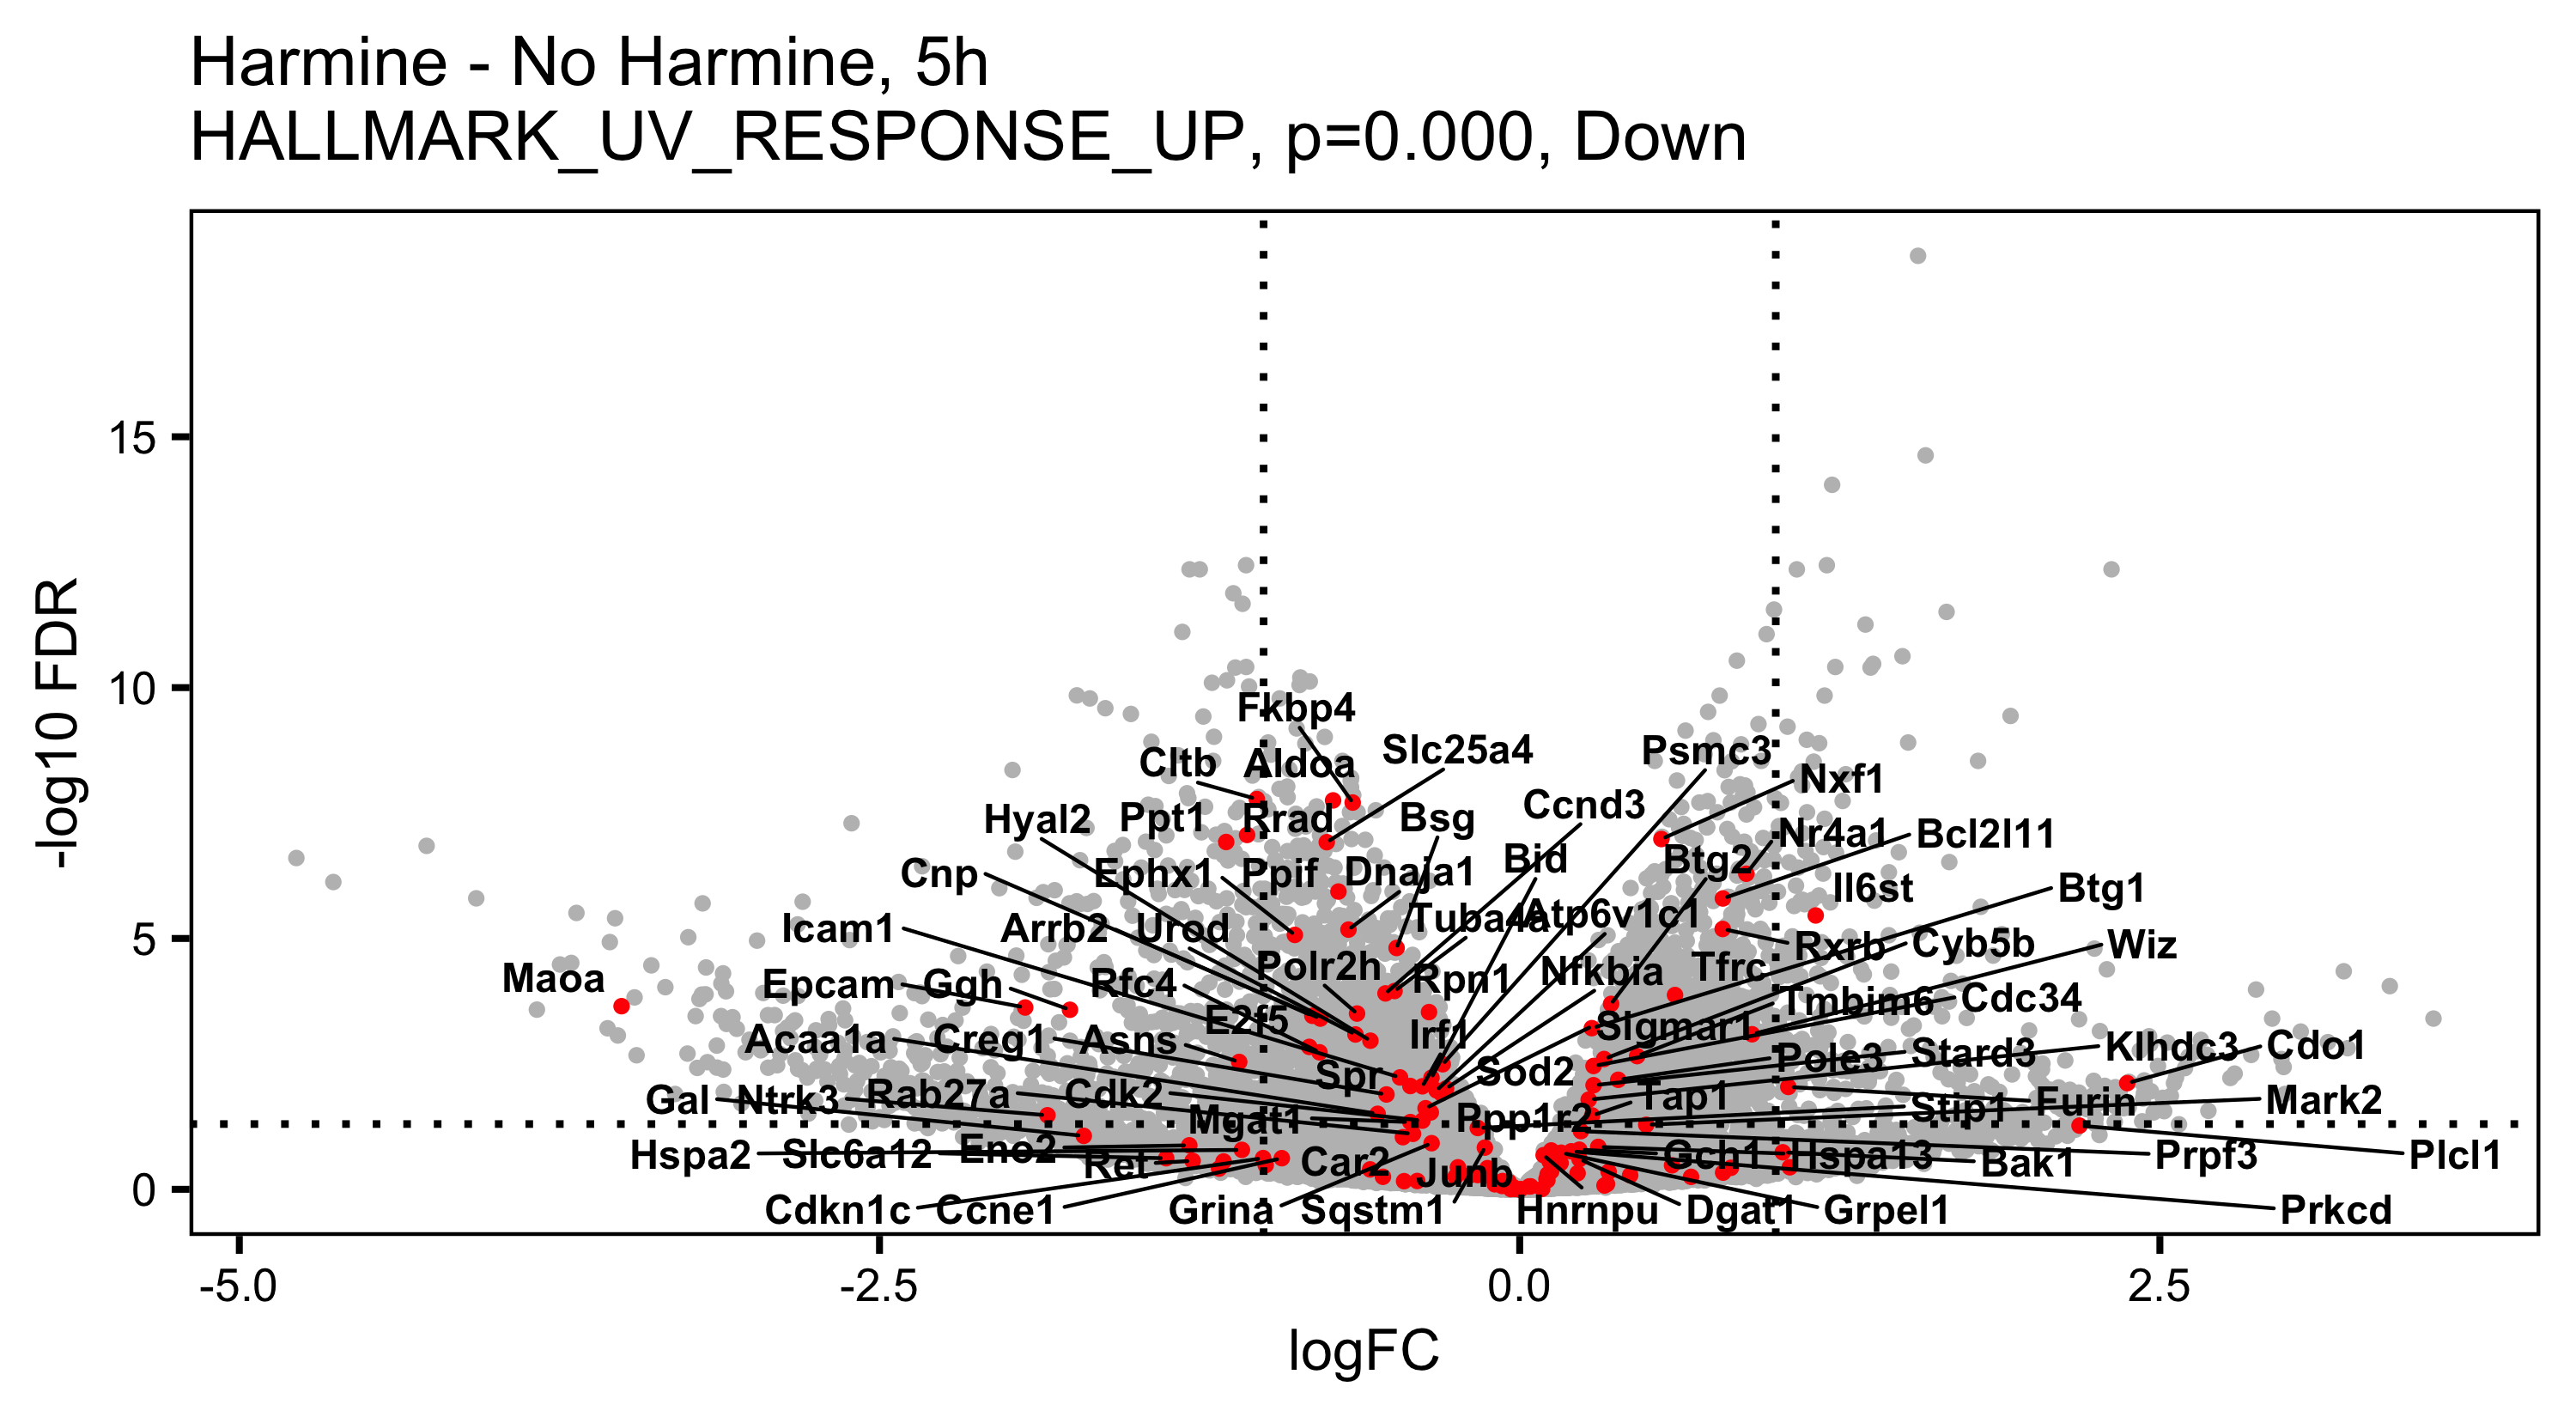 Harmine - No Harmine, 5h
HALLMARK_UV_RESPONSE_UP, p=0.000, Down
-log10 FDR
15
10
5
0
Fkbp4
Cltb Aldoa Slc25a4 Psmc3
Nxf1
Hyal2 Ppt1 Rrad Bsg Ccnd3
Nr4a1 Bcl2l11
Cnp Ephx1 Ppif Dnaja1 Bid Btg2
Il6st Btg1
Icam1 Arrb2 Urod Tuba4a Atp6v1c1
Rxrb Cyb5b Wiz
Maoa Epcam Ggh Rfc4 Polr2h Rpn1 Nfkbia Tfrc
Tmbim6 Cdc34
Acaa1a Creg1 Asns E2f5 Irf1 Sigmar1
Pole3 Stard3 Klhdc3 Cdo1
Gal Ntrk3 Rab27a Cdk2 Spr Sod2 Tap1
Mgat1 Ppp1r2 Stip1 Furin Mark2
Hspa2 Slc6a12 Eno2 Ret Car2 Junb Gch1 Hspa13 Bak1 Prpf3 Plcl1
Cdkn1c Ccne1 Grina Sqstm1 Hnrnpu Dgat1 Grpel1 Prkcd
-5.0 -2.5 0.0 2.5
logFC